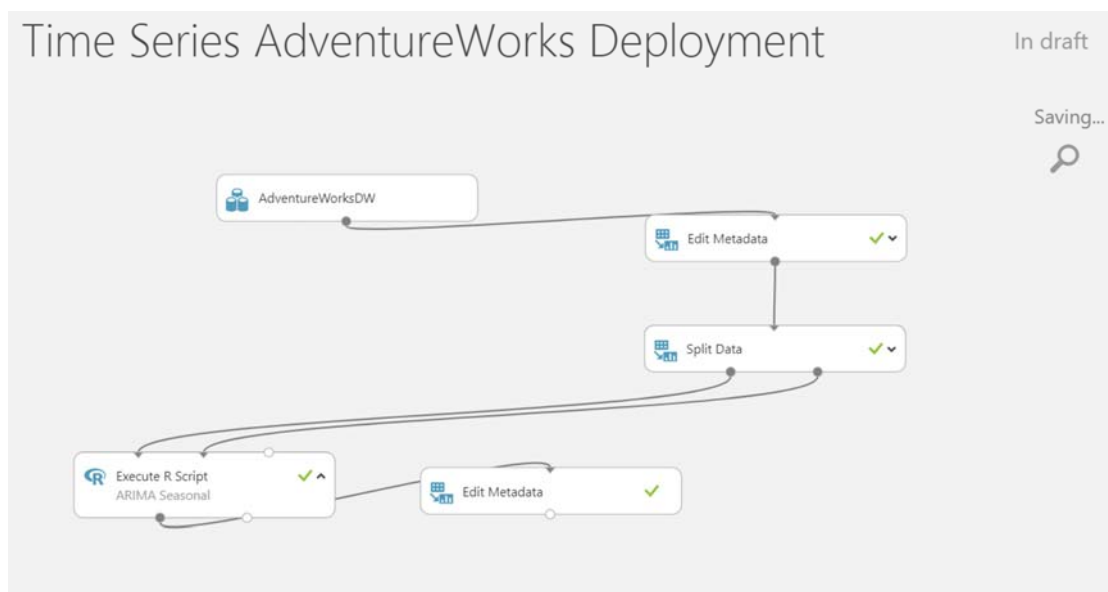 Time Series AdventureWorks Deployment
In draft
Saving...
AdventureWorksDW
Edit Metadata
Split Data
Execute R Script
ARIMA Seasonal
Edit Metadata